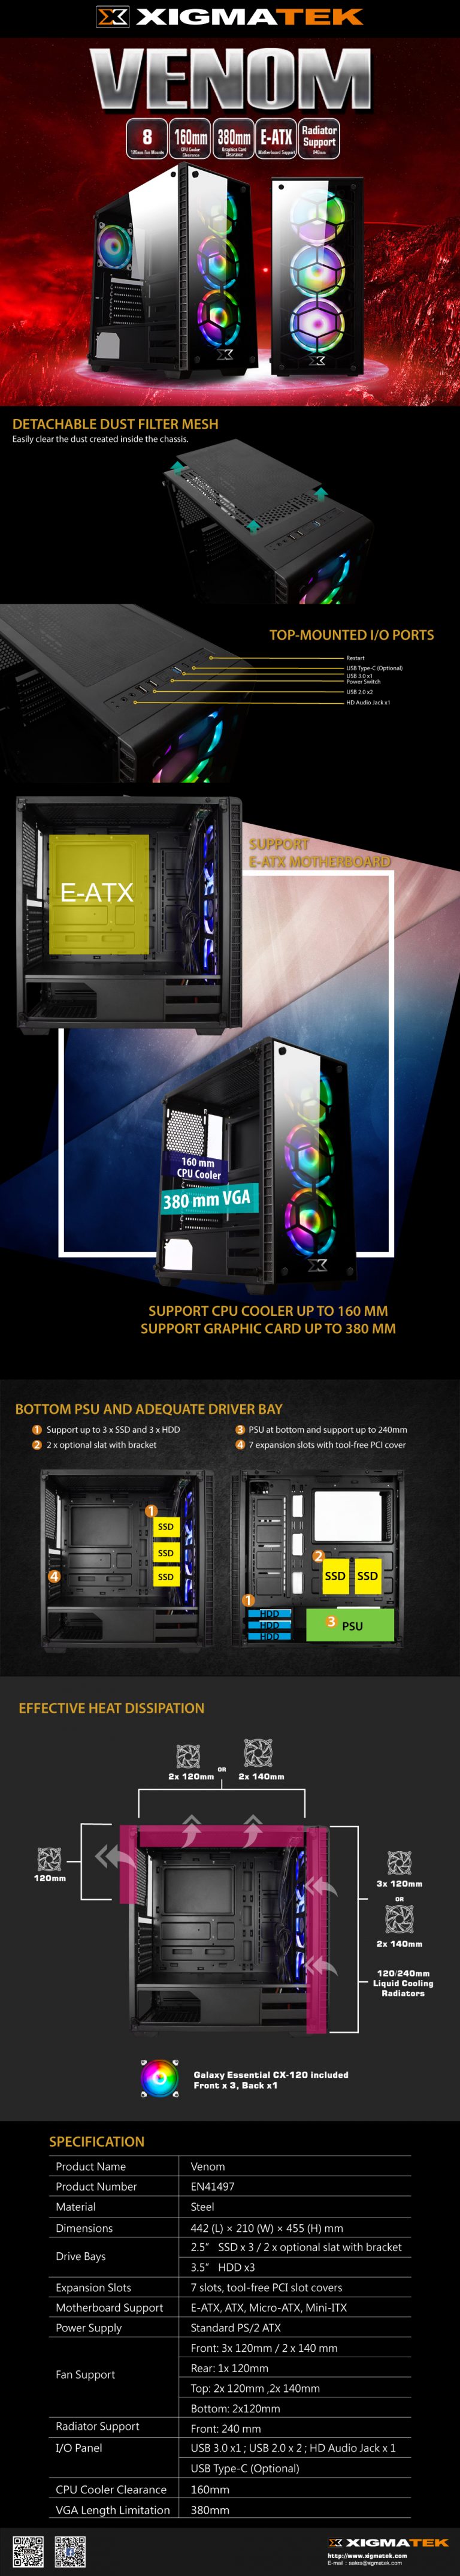 XIGMATEK
VENOM
8
120mm Fan Mounts
160mm
CPU Cooler
Clearance
380mm
Graphics Card
Clearance
E-ATX
Motherboard Support
Radiator
Support
240mm
DETACHABLE DUST FILTER MESH
Easily clear the dust created inside the chassis.
TOP-MOUNTED I/O PORTS
Restart
USB Type-C (Optional)
USB 3.0 x1
Power Switch
USB 2.0 x2
HD Audio Jack x1
SUPPORT
E-ATX MOTHERBOARD
E-ATX
160 mm
CPU Cooler
380 mm VGA
SUPPORT CPU COOLER UP TO 160 MM
SUPPORT GRAPHIC CARD UP TO 380 MM
BOTTOM PSU AND ADEQUATE DRIVER BAY
1 Support up to 3 x SSD and 3 x HDD
2 2 x optional slat with bracket
3 PSU at bottom and support up to 240mm
4 7 expansion slots with tool-free PCI cover
1
SSD
SSD
SSD
4
2
SSD SSD
1
HDD
HDD
HDD
3 PSU
EFFECTIVE HEAT DISSIPATION
2x 120mm OR 2x 140mm
120mm
3x 120mm
OR
2x 140mm
120/240mm
Liquid Cooling
Radiators
Galaxy Essential CX-120 included
Front x 3, Back x1
SPECIFICATION
Product Name Venom
Product Number EN41497
Material Steel
Dimensions 442 (L) × 210 (W) × 455 (H) mm
Drive Bays 2.5" SSD x 3 / 2 x optional slat with bracket
3.5" HDD x3
Expansion Slots 7 slots, tool-free PCI slot covers
Motherboard Support E-ATX, ATX, Micro-ATX, Mini-ITX
Power Supply Standard PS/2 ATX
Fan Support Front: 3x 120mm / 2 x 140 mm
Rear: 1x 120mm
Top: 2x 120mm ,2x 140mm
Bottom: 2x120mm
Radiator Support Front: 240 mm
I/O Panel USB 3.0 x1 ; USB 2.0 x 2 ; HD Audio Jack x 1
USB Type-C (Optional)
CPU Cooler Clearance 160mm
VGA Length Limitation 380mm
XIGMATEK
http://www.xigmatek.com
E-mail : sales@xigmatek.com